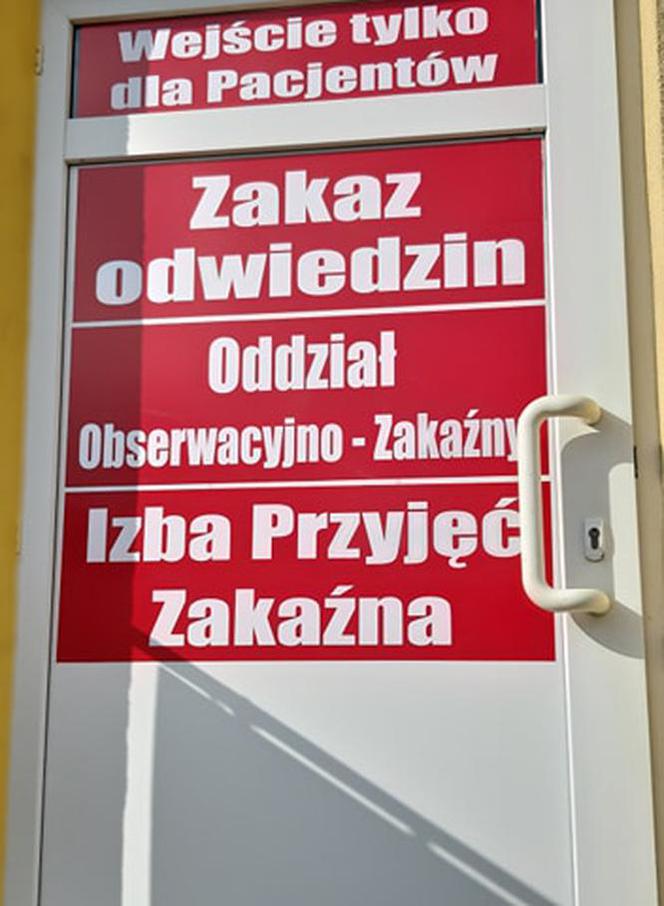 Wejście tylko
dla Pacjentów
Zakaz
odwiedzin
Oddział
Obserwacyjno - Zakaźny
Izba Przyjęć
Zakaźna